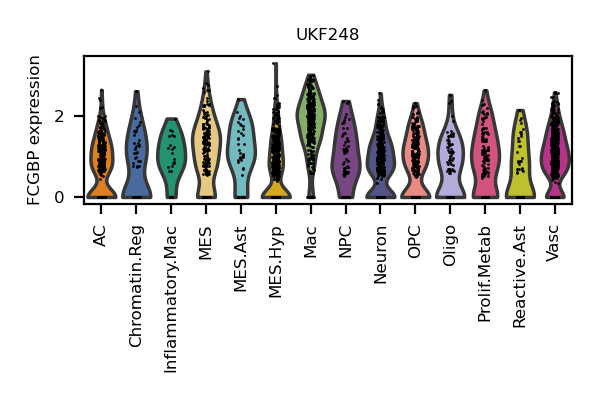 UKF248
FCGBP expression
2
0
AC
Chromatin.Reg
Inflammatory.Mac
MES
MES.Ast
MES.Hyp
Mac
NPC
Neuron
OPC
Oligo
Prolif.Metab
Reactive.Ast
Vasc